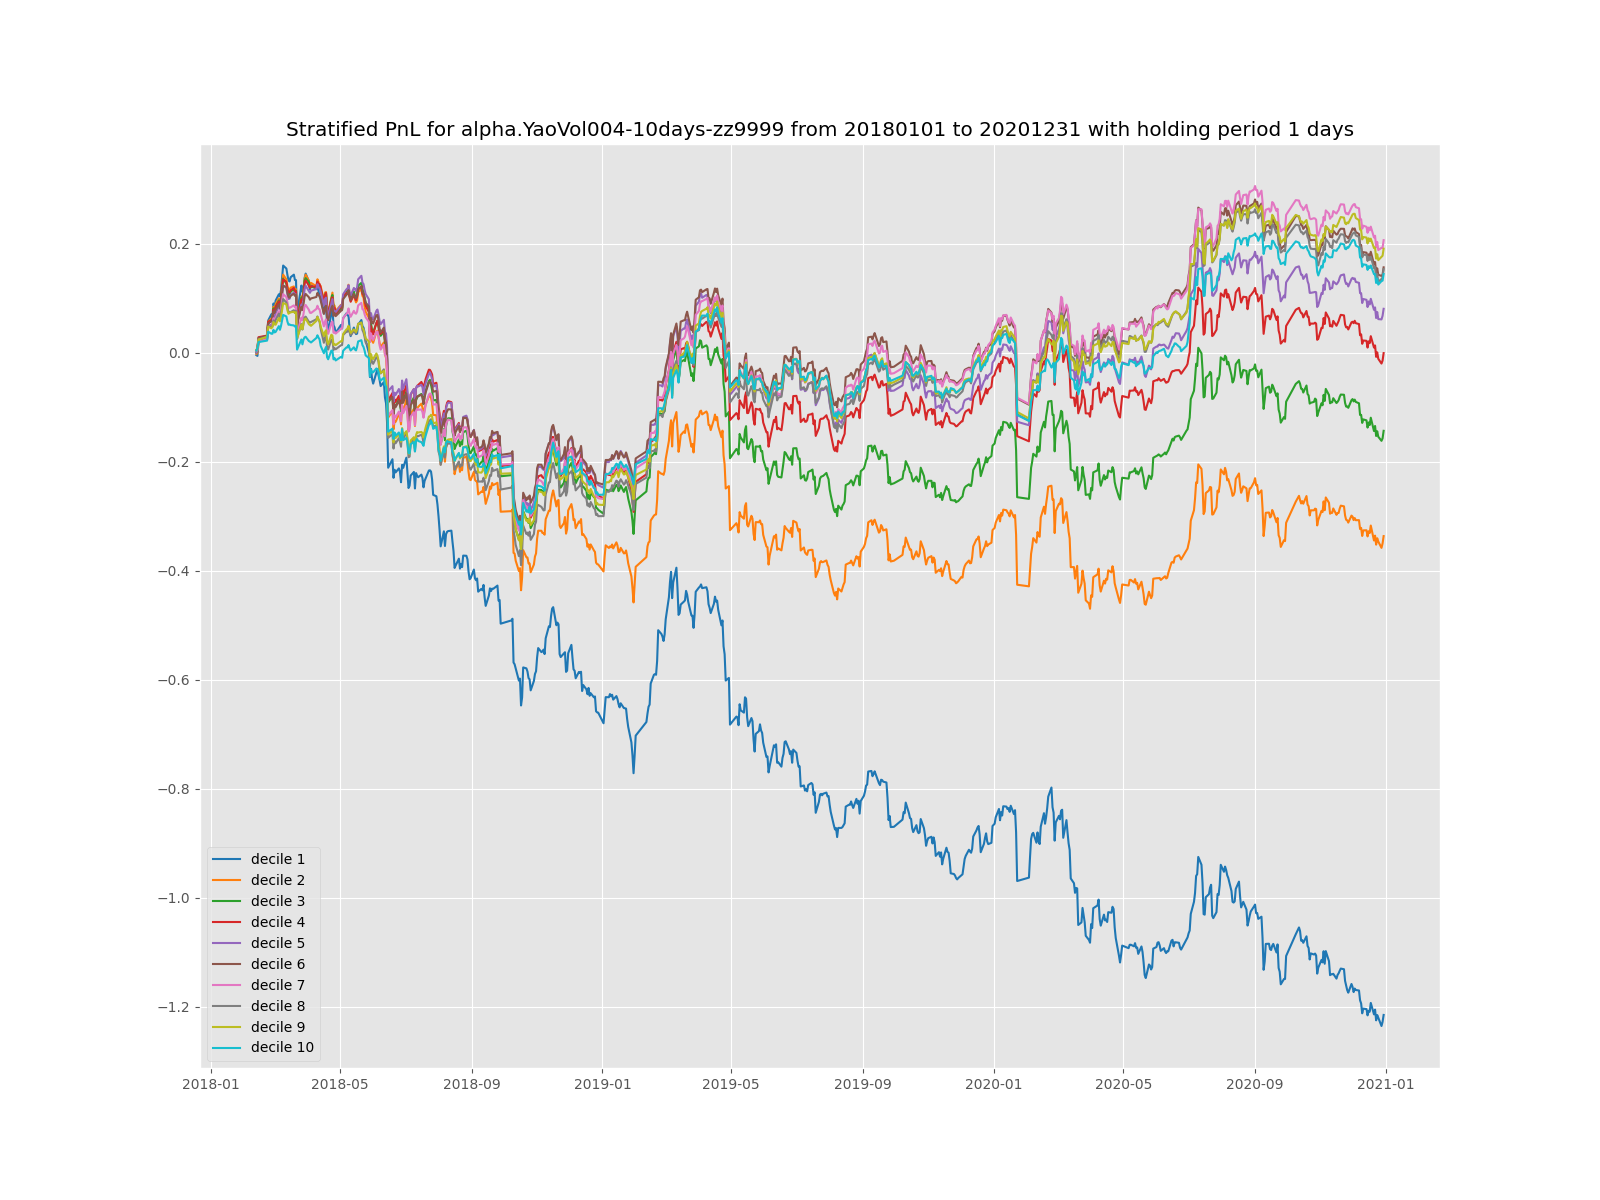 Stratified PnL for alpha.YaoVol004-10days-zz9999 from 20180101 to 20201231 with holding period 1 days
0.2
0.0
−0.2
−0.4
−0.6
−0.8
−1.0
−1.2
decile 1
decile 2
decile 3
decile 4
decile 5
decile 6
decile 7
decile 8
decile 9
decile 10
2018-01 2018-05 2018-09 2019-01 2019-05 2019-09 2020-01 2020-05 2020-09 2021-01